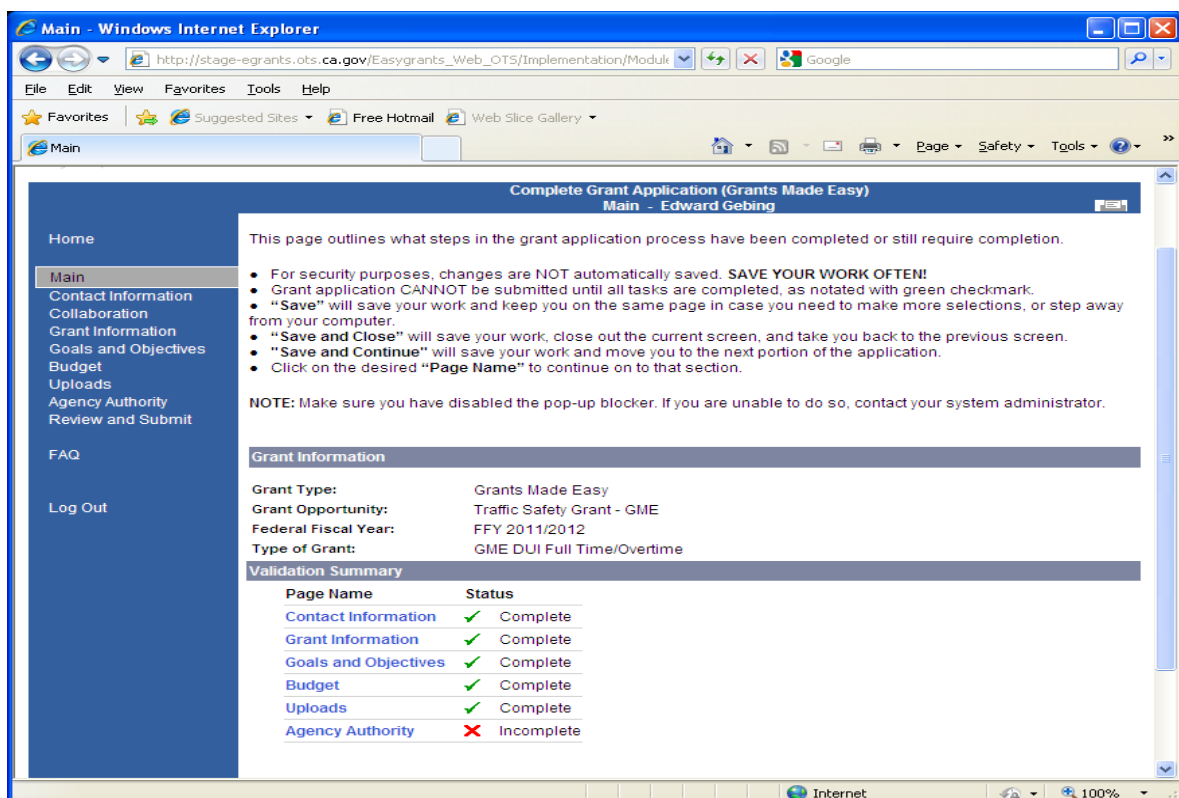 Main - Windows Internet Explorer
http://stage-egrants.ots.ca.gov/Easygrants_Web_OTS/Implementation/Module
Google
File Edit View Favorites Tools Help
Favorites Suggested Sites Free Hotmail Web Slice Gallery
Main
Page Safety Tools »
Complete Grant Application (Grants Made Easy)
Main - Edward Gebing
Home
Main
Contact Information
Collaboration
Grant Information
Goals and Objectives
Budget
Uploads
Agency Authority
Review and Submit
FAQ
Log Out
This page outlines what steps in the grant application process have been completed or still require completion.
• For security purposes, changes are NOT automatically saved. SAVE YOUR WORK OFTEN!
• Grant application CANNOT be submitted until all tasks are completed, as notated with green checkmark.
• “Save” will save your work and keep you on the same page in case you need to make more selections, or step away
from your computer.
• “Save and Close” will save your work, close out the current screen, and take you back to the previous screen.
• "Save and Continue" will save your work and move you to the next portion of the application.
• Click on the desired “Page Name” to continue on to that section.
NOTE: Make sure you have disabled the pop-up blocker. If you are unable to do so, contact your system administrator.
Grant Information
Grant Type: Grants Made Easy
Grant Opportunity: Traffic Safety Grant - GME
Federal Fiscal Year: FFY 2011/2012
Type of Grant: GME DUI Full Time/Overtime
Validation Summary
Page Name Status
Contact Information Complete
Grant Information Complete
Goals and Objectives Complete
Budget Complete
Uploads Complete
Agency Authority Incomplete
Internet 100%